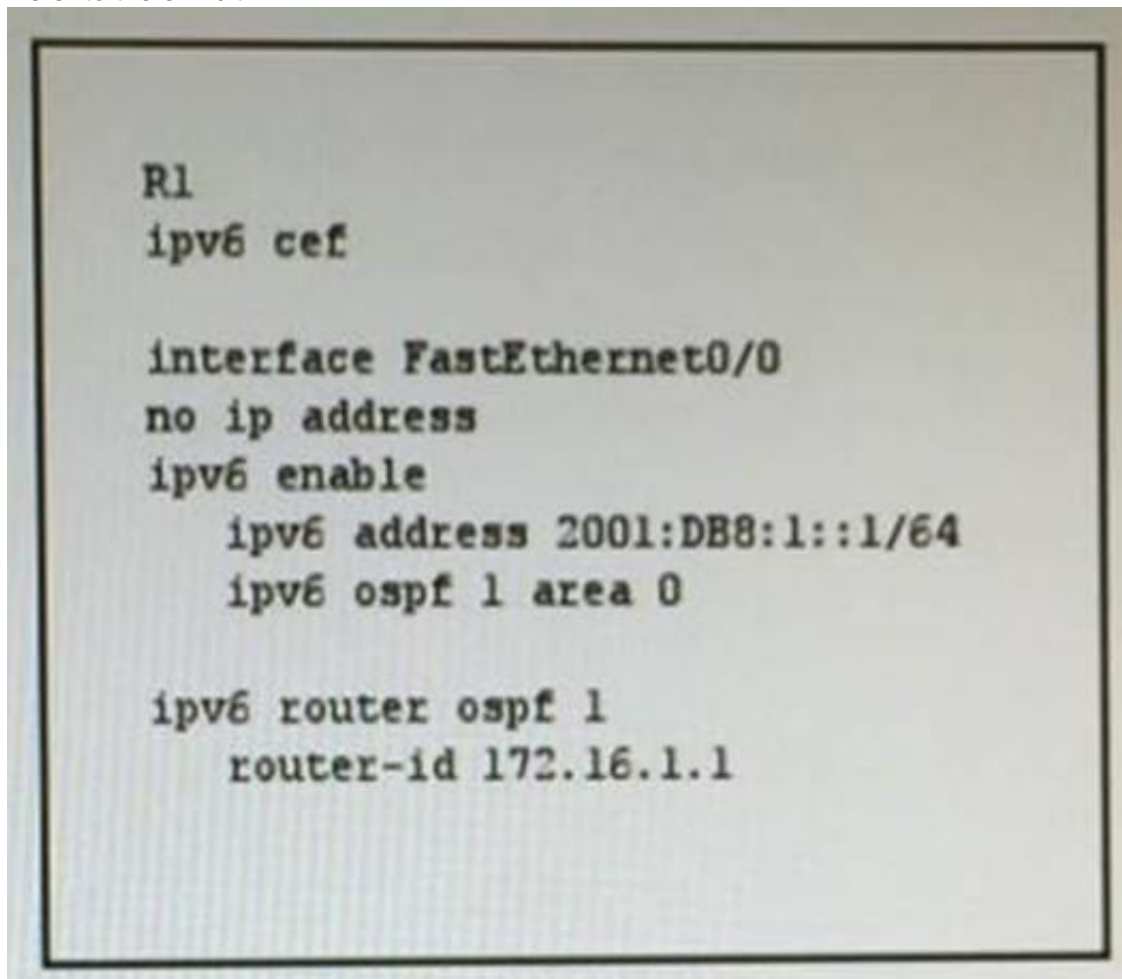 R1
ipv6 cef
interface FastEthernet0/0
no ip address
ipv6 enable
ipv6 address 2001:DB8:1::1/64
ipv6 ospf 1 area 0
ipv6 router ospf 1
router-id 172.16.1.1